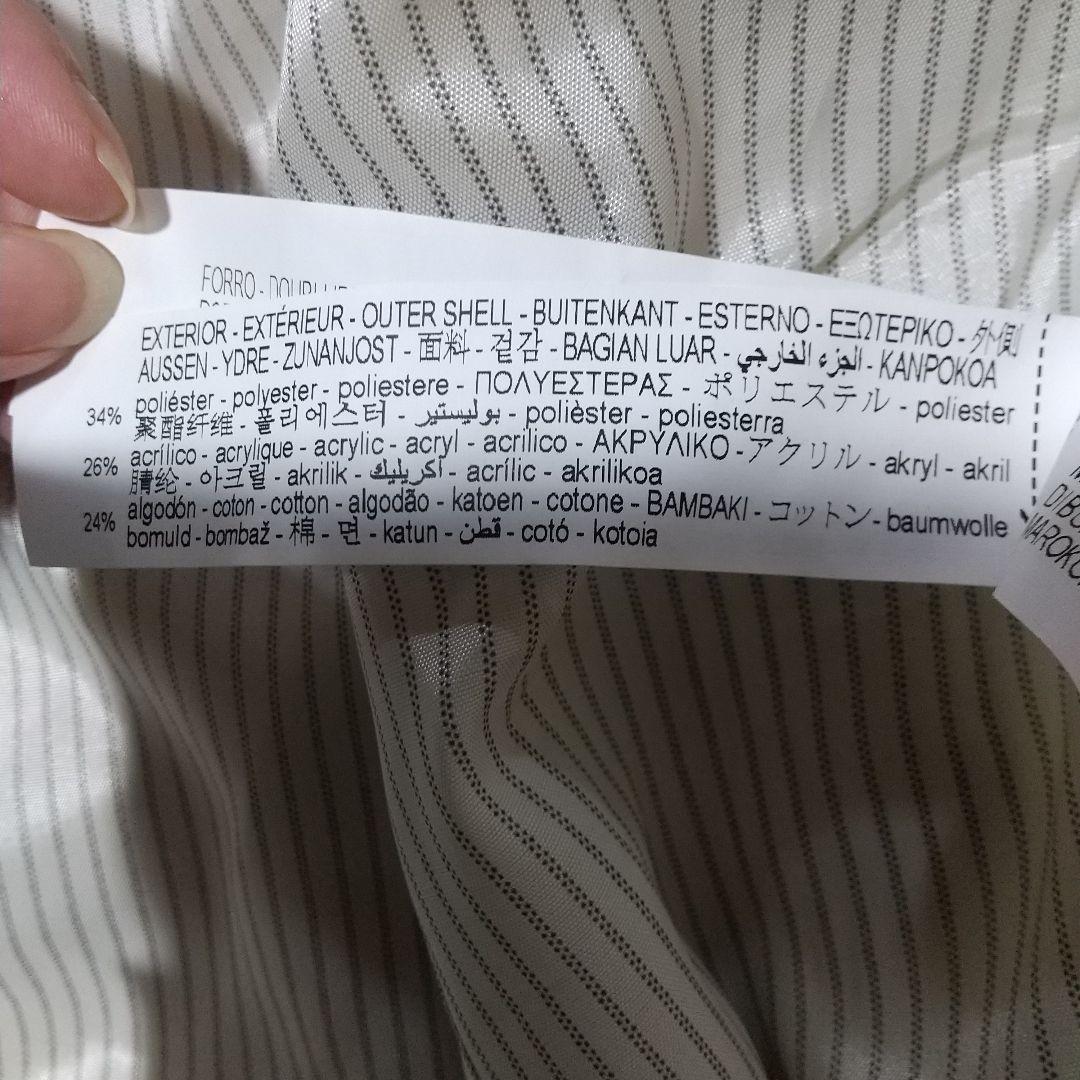 FORRO - DOUBLUR
EXTERIOR - EXTÉRIEUR - OUTER SHELL - BUITENKANT - ESTERNO - ΕΞΩΤΕΡΙΚΟ - 外側
AUSSEN - YDRE - ZUNANJOST - 面料 - 겉감 - BAGIAN LUAR - الجزء الخارجي - KANPOKOA
34% poliéster - polyester - poliestere - ΠΟΛΥΕΣΤΕΡΑΣ - ポリエステル - poliester
聚酯纤维 - 폴리에스터 - بوليستير - polièster - poliesterra
26% acrílico - acrylique - acrylic - acryl - acrilico - ΑΚΡΥΛΙΚΟ - アクリル - akryl - akril
腈纶 - 아크릴 - akrilik - أكريليك - acrílic - akrilikoa
24% algodón - coton - cotton - algodão - katoen - cotone - BAMBAKI - コットン - baumwolle
bomuld - bombaž - 棉 - 면 - katun - قطن - cotó - kotoia